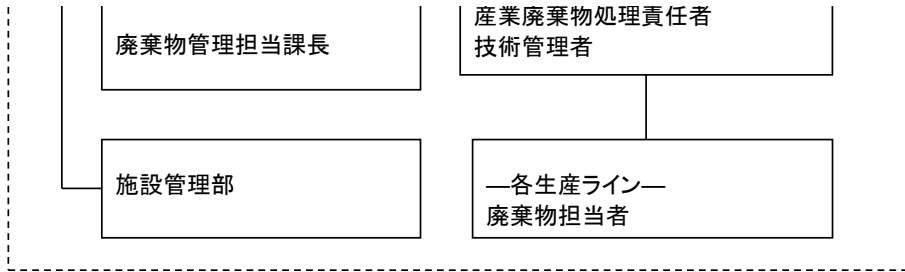 産業廃棄物処理責任者
技術管理者
廃棄物管理担当課長
施設管理部
―各生産ライン―
廃棄物担当者